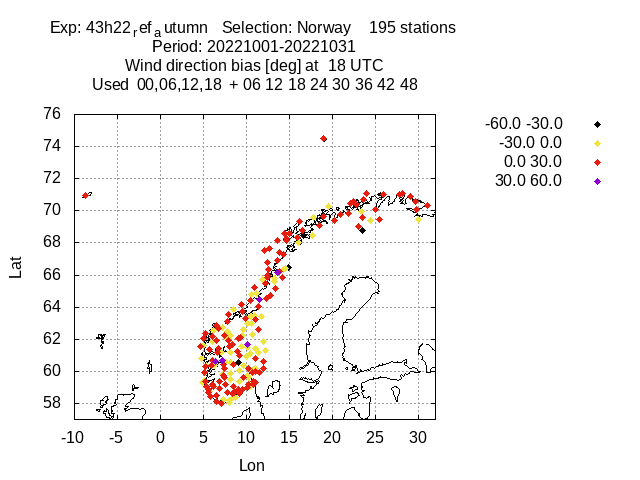 Exp: 43h22ref autumn Selection: Norway 195 stations
Period: 20221001-20221031
Wind direction bias [deg] at 18 UTC
Used 00,06,12,18 + 06 12 18 24 30 36 42 48
-60.0 -30.0
-30.0 0.0
0.0 30.0
30.0 60.0
76
74
72
70
68
66
64
62
60
58
Lat
-10 -5 0 5 10 15 20 25 30
Lon